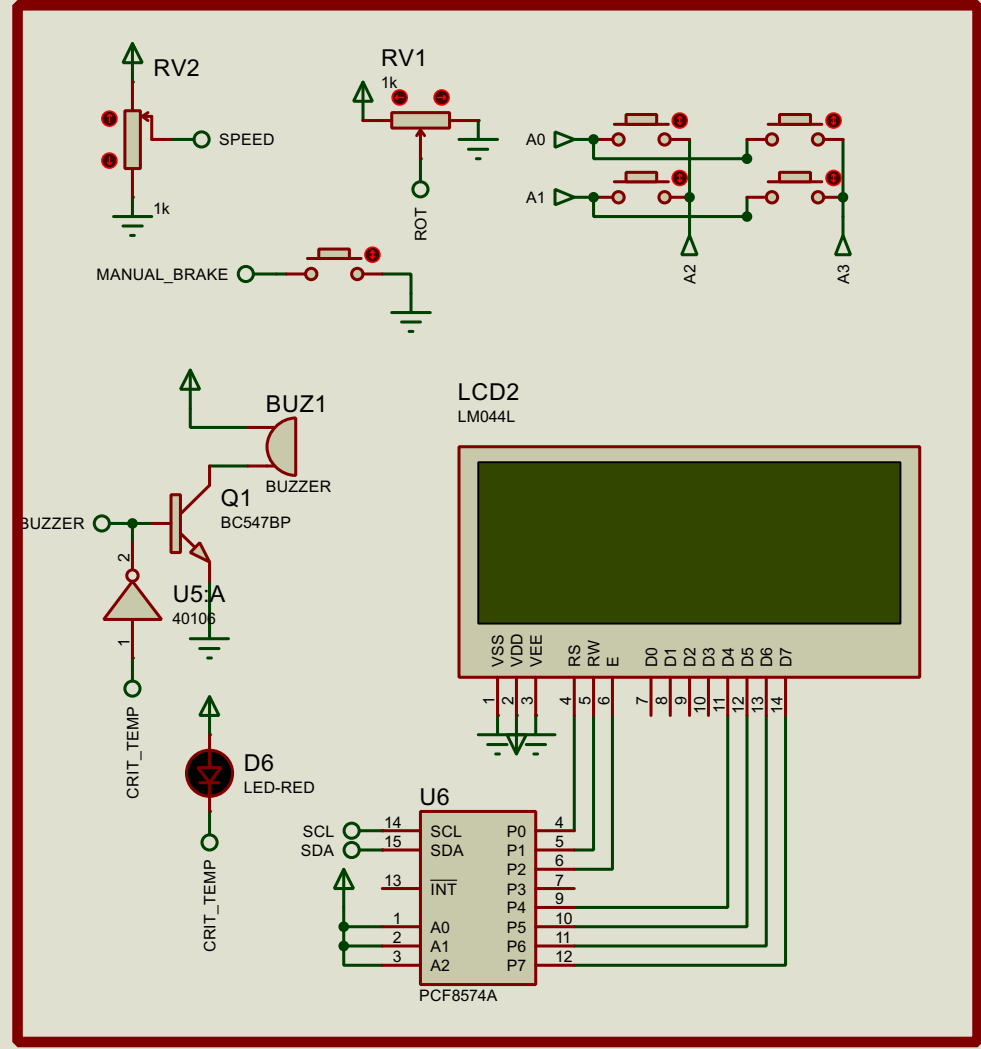 RV2
SPEED
1k
RV1
1k
ROT
A0
A1
A2
A3
MANUAL_BRAKE
BUZ1
BUZZER
Q1
BC547BP
BUZZER
2
U5:A
40106
1
CRIT_TEMP
D6
LED-RED
CRIT_TEMP
LCD2
LM044L
VSS
VDD
VEE
RS
RW
E
D0
D1
D2
D3
D4
D5
D6
D7
1
2
3
4
5
6
7
8
9
10
11
12
13
14
U6
SCL 14 SCL P0 4
SDA 15 SDA P1 5
P2 6
13 INT P3 7
P4 9
1 A0 P5 10
2 A1 P6 11
3 A2 P7 12
PCF8574A